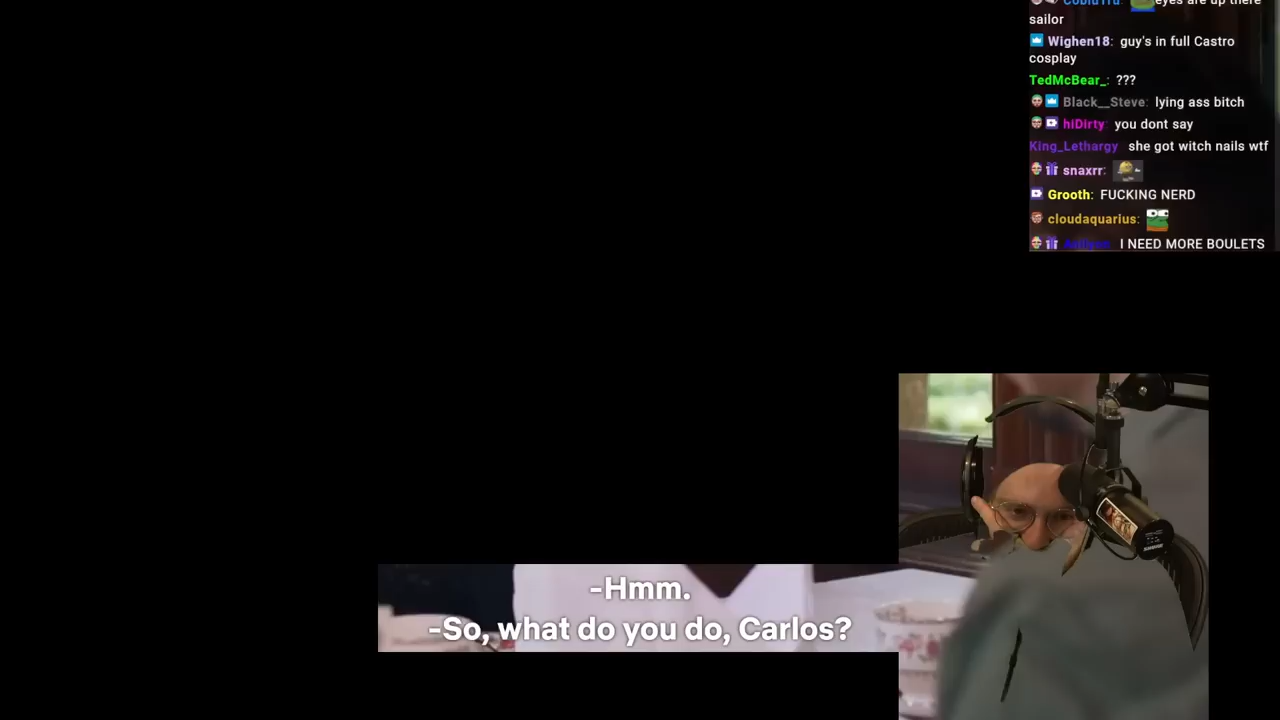 eyes are up there
sailor
Wighen18: guy's in full Castro
cosplay
TedMcBear_: ???
Black__Steve: lying ass bitch
hiDirty: you dont say
King_Lethargy she got witch nails wtf
snaxrr:
Grooth: FUCKING NERD
cloudaquarius:
I NEED MORE BOULETS
SHURE
-Hmm.
-So, what do you do, Carlos?